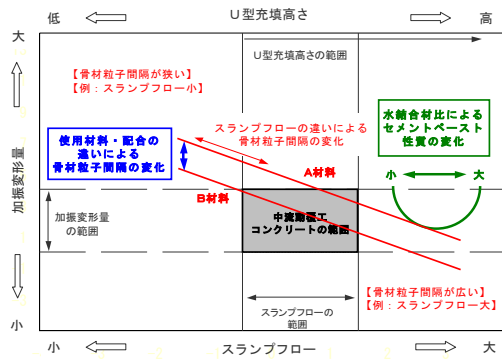 低
U型充填高さ
高
大
U型充填高さの範囲
【骨材粒子間隔が狭い】
【例：スランプフロー小】
水結合材比による
セメントペースト
性質の変化
使用材料・配合の
違いによる
骨材粒子間隔の変化
スランプフローの違いによる
骨材粒子間隔の変化
A材料
小
大
B材料
加振変形量
加振変形量
の範囲
中流動覆工
コンクリートの範囲
【骨材粒子間隔が広い】
【例：スランプフロー大】
スランプフローの
範囲
小
小
スランプフロー
大